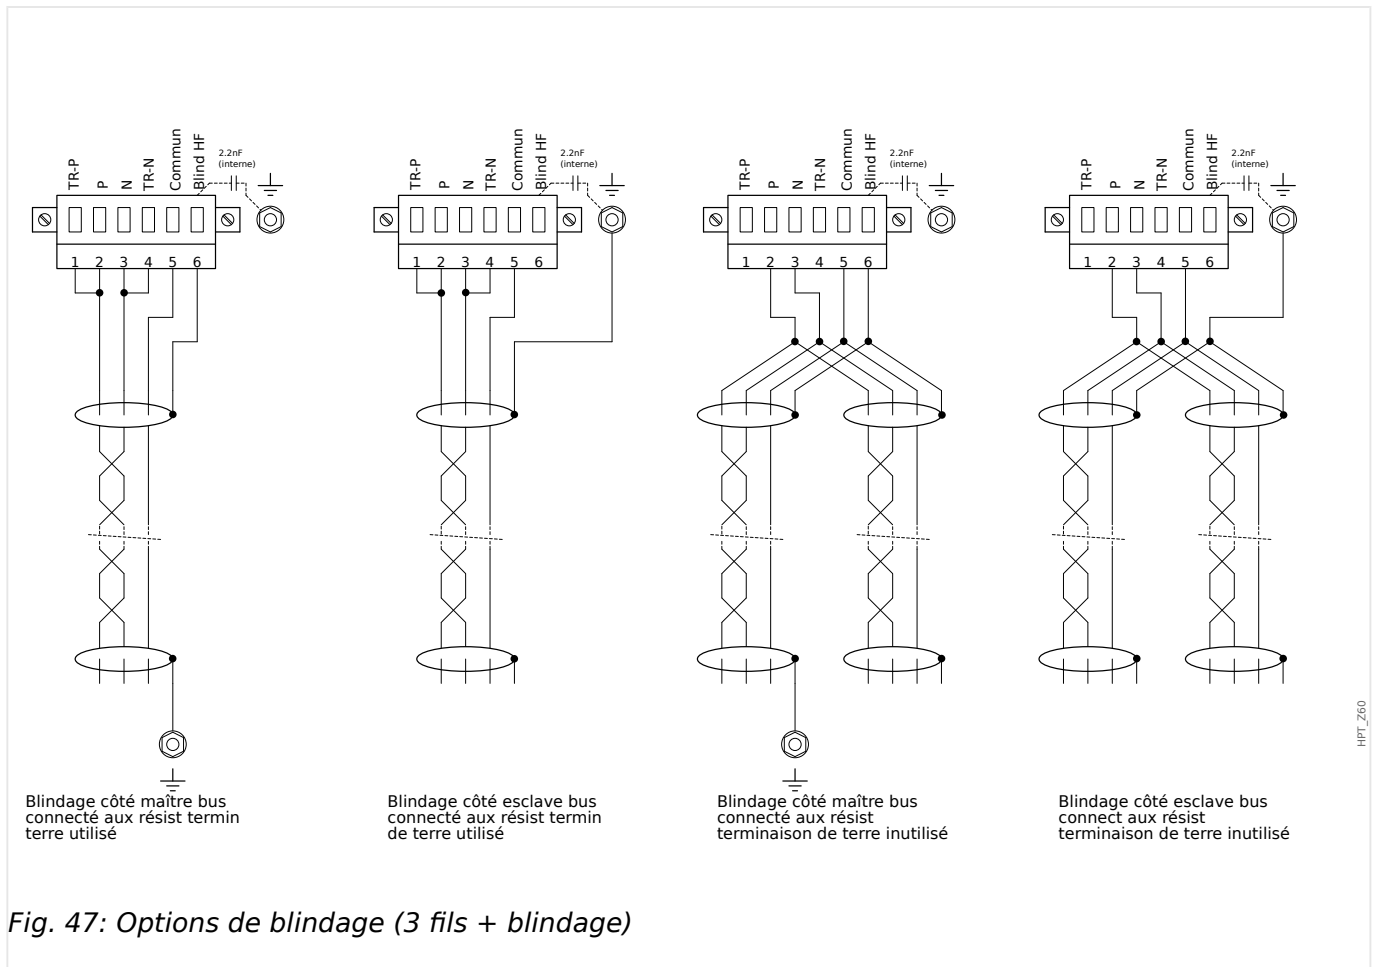 TR-P
P
N
TR-N
Commun
Blind HF
2.2nF
(interne)
1 2 3 4 5 6
TR-P
P
N
TR-N
Commun
Blind HF
2.2nF
(interne)
1 2 3 4 5 6
TR-P
P
N
TR-N
Commun
Blind HF
2.2nF
(interne)
1 2 3 4 5 6
TR-P
P
N
TR-N
Commun
Blind HF
2.2nF
(interne)
1 2 3 4 5 6
HPT_Z60
Blindage côté maître bus
connecté aux résist termin
terre utilisé
Blindage côté esclave bus
connecté aux résist termin
de terre utilisé
Blindage côté maître bus
connecté aux résist
terminaison de terre inutilisé
Blindage côté esclave bus
connect aux résist
terminaison de terre inutilisé
Fig. 47: Options de blindage (3 fils + blindage)